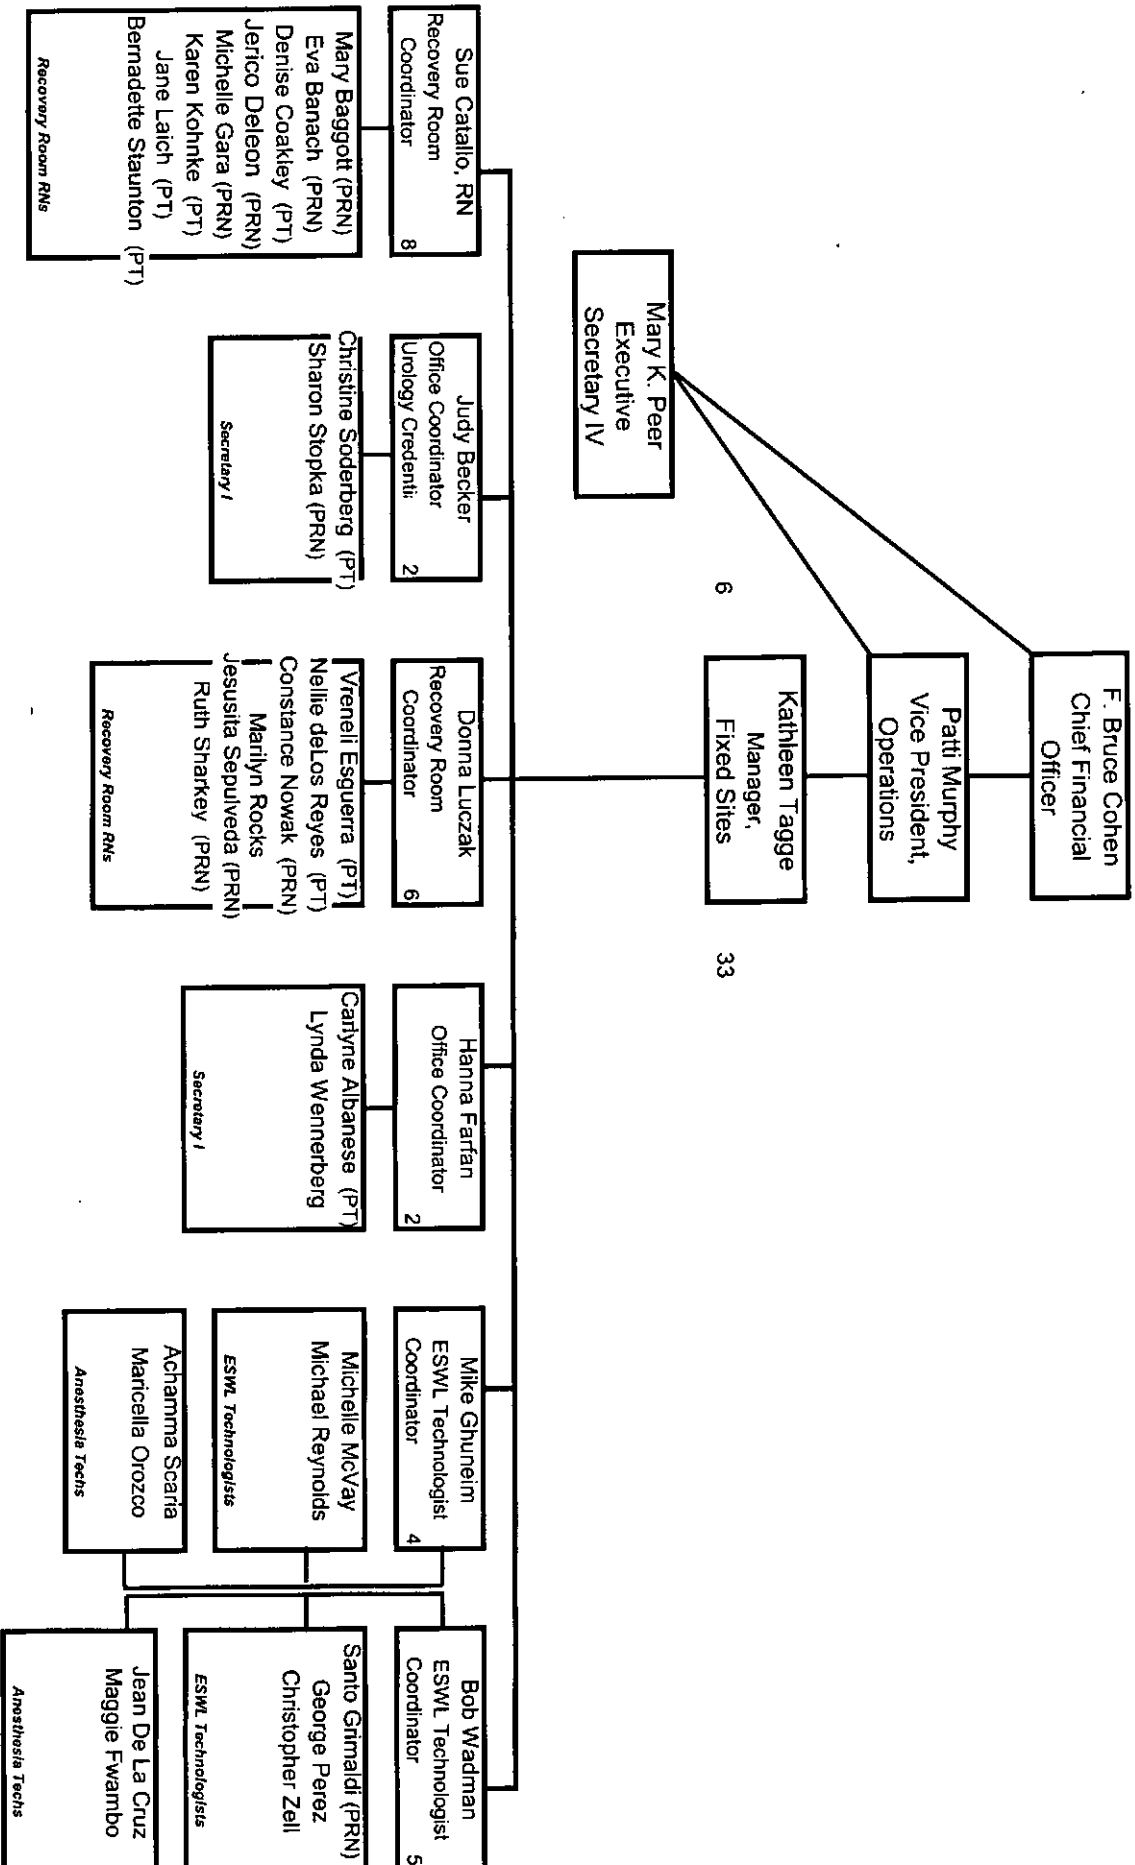 F. Bruce Cohen
Chief Financial
Officer
Patti Murphy
Vice President,
Operations
Mary K. Peer
Executive
Secretary IV
6
Kathleen Tagge
Manager,
Fixed Sites
33
Sue Catallo, RN
Recovery Room
Coordinator
8
Mary Baggott (PRN)
Eva Banach (PRN)
Denise Coakley (PT)
Jerico Deleon (PRN)
Michelle Gara (PRN)
Karen Kohnke (PT)
Jane Laich (PT)
Bernadette Staunton (PT)
Recovery Room RNs
Judy Becker
Office Coordinator
Urology Credenti
2
Christine Soderberg (PT)
Sharon Stopka (PRN)
Secretary I
Donna Luczak
Recovery Room
Coordinator
6
Vreneli Esguerra (PT)
Nellie deLos Reyes (PT)
Constance Nowak (PRN)
Marilyn Rocks
Jesusita Sepulveda (PRN)
Ruth Sharkey (PRN)
Recovery Room RNs
Hanna Farfan
Office Coordinator
2
Carlyne Albanese (PT)
Lynda Wennerberg
Secretary I
Mike Ghuneim
ESWL Technologist
Coordinator
4
Michelle McVay
Michael Reynolds
ESWL Technologists
Achamma Scaria
Maricella Orozco
Anesthesia Techs
Bob Wadman
ESWL Technologist
Coordinator
5
Santo Grimaldi (PRN)
George Perez
Christopher Zell
ESWL Technologists
Jean De La Cruz
Maggie Fwambo
Anesthesia Techs